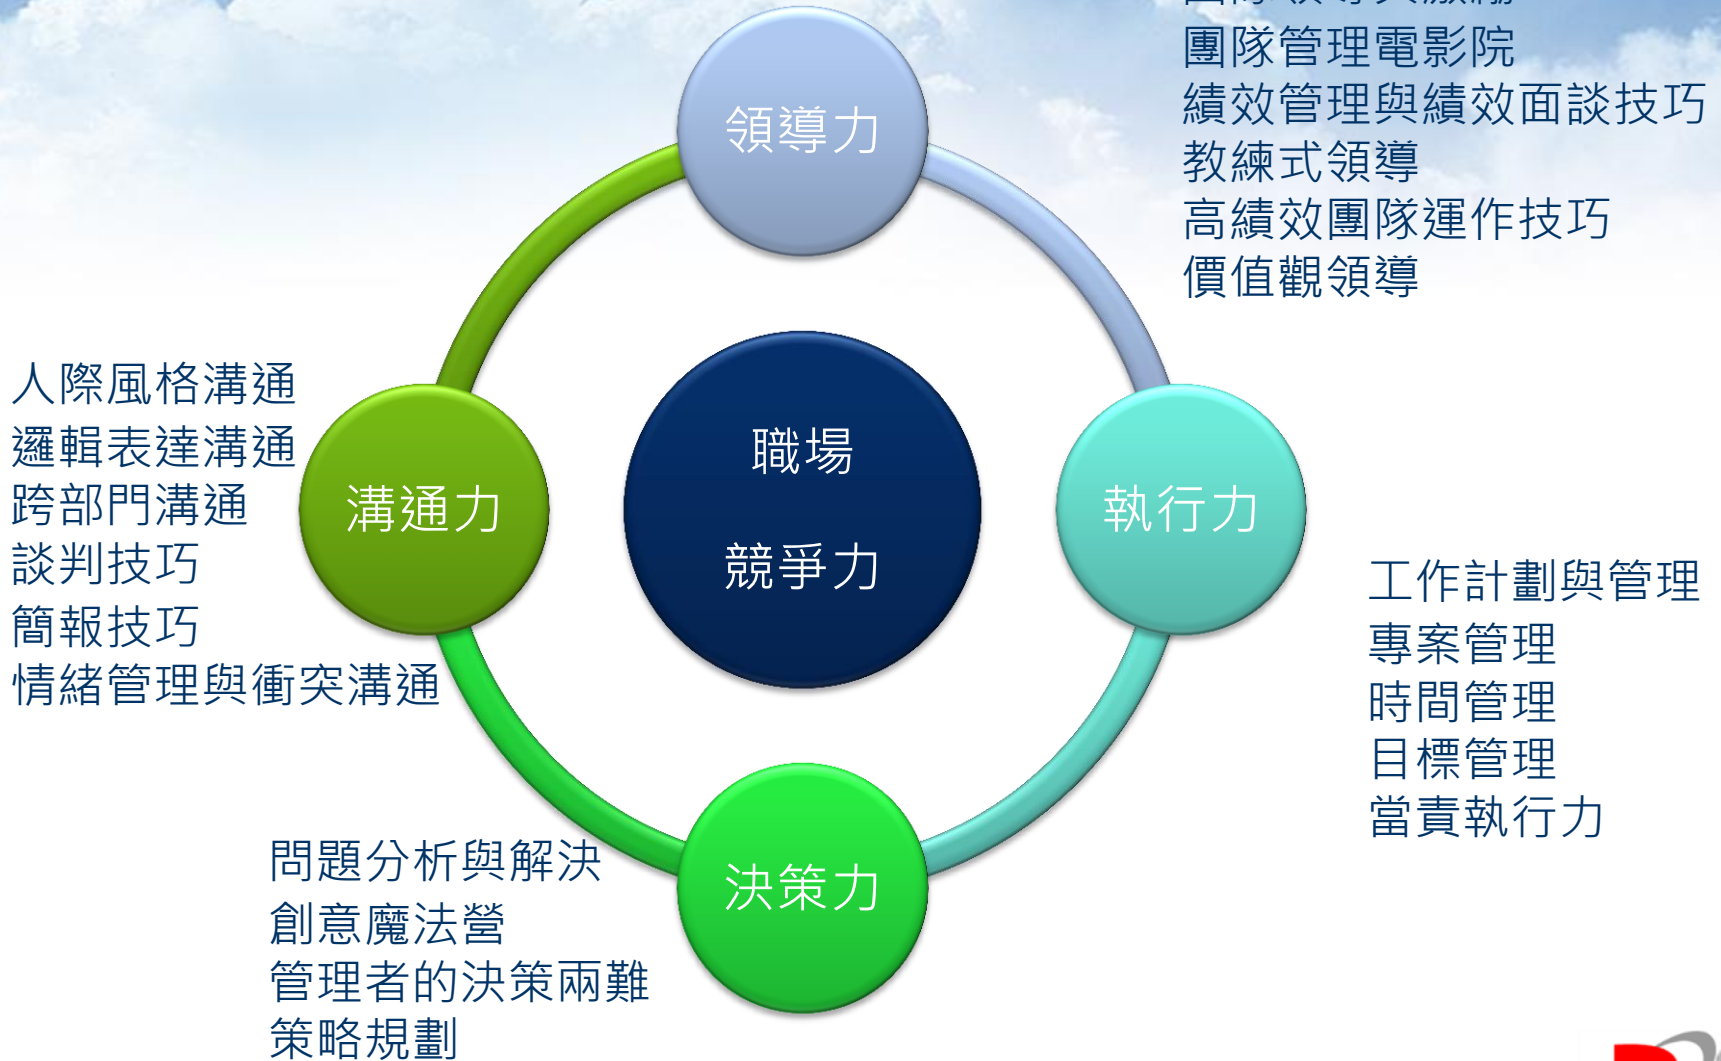 團隊管理電影院
績效管理與績效面談技巧
教練式領導
高績效團隊運作技巧
價值觀領導
領導力
人際風格溝通
邏輯表達溝通
跨部門溝通
談判技巧
簡報技巧
情緒管理與衝突溝通
溝通力
職場
競爭力
執行力
工作計劃與管理
專案管理
時間管理
目標管理
當責執行力
決策力
問題分析與解決
創意魔法營
管理者的決策兩難
策略規劃